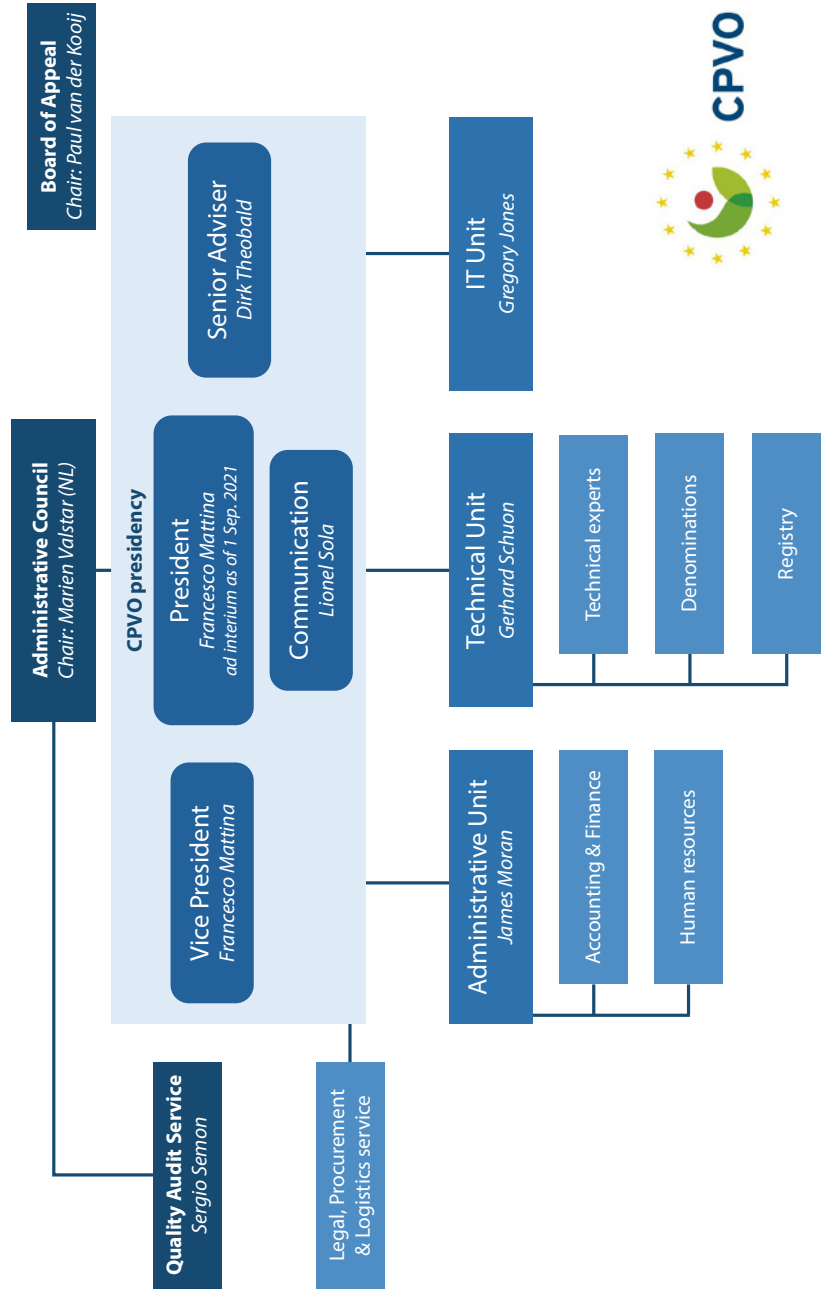 Administrative Council
Chair: Marien Valstar (NL)
Board of Appeal
Chair: Paul van der Kooij
Quality Audit Service
Sergio Semon
CPVO presidency
Vice President
Francesco Mattina
President
Francesco Mattina
ad interium as of 1 Sep. 2021
Senior Adviser
Dirk Theobald
Communication
Lionel Sola
Legal, Procurement
& Logistics service
Administrative Unit
James Moran
Accounting & Finance
Human resources
Technical Unit
Gerhard Schuon
Technical experts
Denominations
Registry
IT Unit
Gregory Jones
CPVO